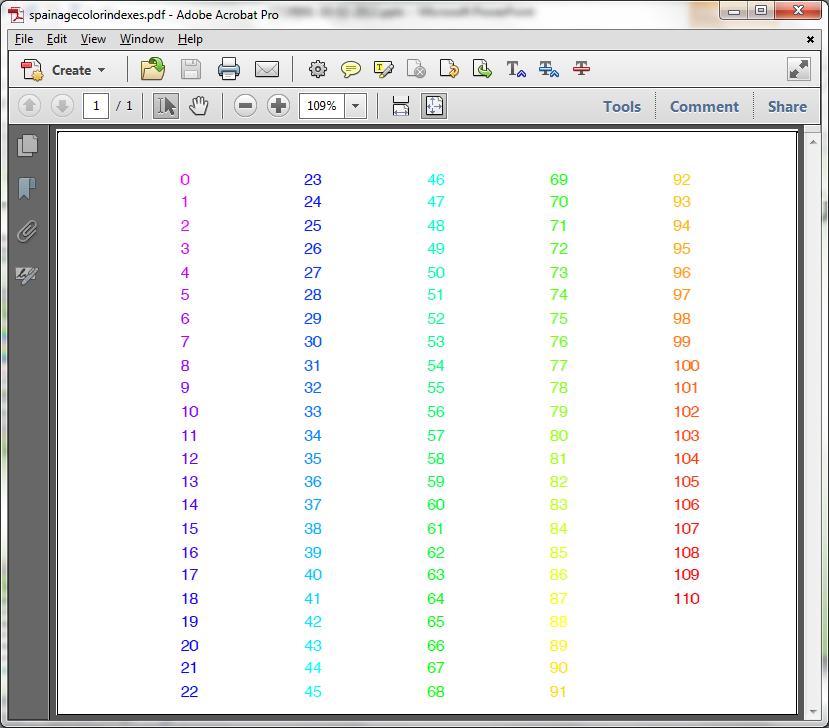 spainagecolorindexes.pdf - Adobe Acrobat Pro
File Edit View Window Help
Create
1 / 1 109% Tools Comment Share
0 23 46 69 92
1 24 47 70 93
2 25 48 71 94
3 26 49 72 95
4 27 50 73 96
5 28 51 74 97
6 29 52 75 98
7 30 53 76 99
8 31 54 77 100
9 32 55 78 101
10 33 56 79 102
11 34 57 80 103
12 35 58 81 104
13 36 59 82 105
14 37 60 83 106
15 38 61 84 107
16 39 62 85 108
17 40 63 86 109
18 41 64 87 110
19 42 65 88
20 43 66 89
21 44 67 90
22 45 68 91